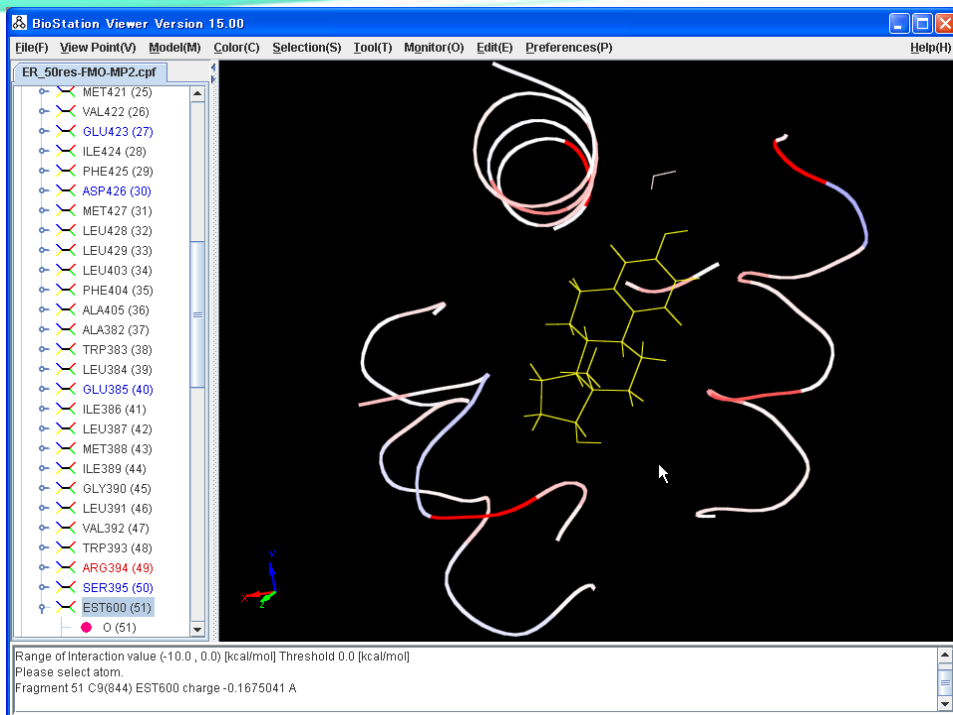 BioStation Viewer Version 15.00
File(F) View Point(V) Model(M) Color(C) Selection(S) Tool(T) Monitor(O) Edit(E) Preferences(P) Help(H)
ER_50res-FMO-MP2.cpf
MET421 (25)
VAL422 (26)
GLU423 (27)
ILE424 (28)
PHE425 (29)
ASP426 (30)
MET427 (31)
LEU428 (32)
LEU429 (33)
LEU403 (34)
PHE404 (35)
ALA405 (36)
ALA382 (37)
TRP383 (38)
LEU384 (39)
GLU385 (40)
ILE386 (41)
LEU387 (42)
MET388 (43)
ILE389 (44)
GLY390 (45)
LEU391 (46)
VAL392 (47)
TRP393 (48)
ARG394 (49)
SER395 (50)
EST600 (51)
O (51)
Y
X
Z
Range of Interaction value (-10.0 , 0.0) [kcal/mol] Threshold 0.0 [kcal/mol]
Please select atom.
Fragment 51 C9(844) EST600 charge -0.1675041 A